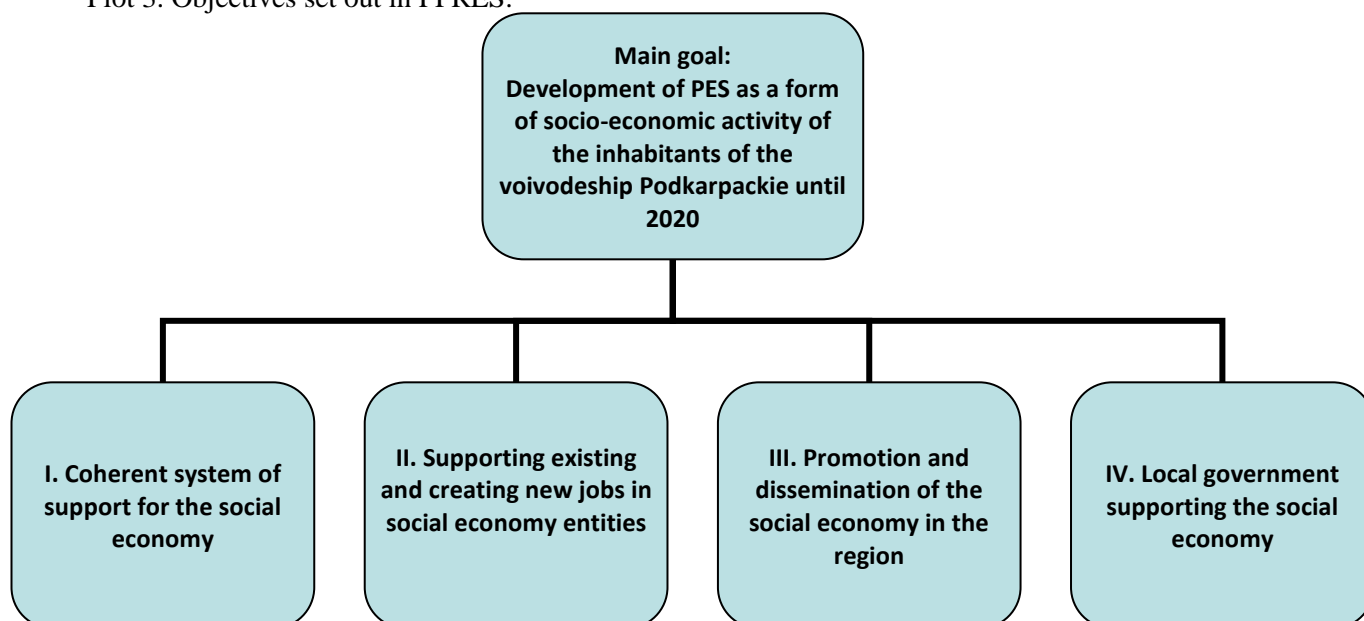 Plot 3. Objectives set out in PPRES.
Main goal:
Development of PES as a form
of socio-economic activity of
the inhabitants of the
voivodeship Podkarpackie until
2020
I. Coherent system of
support for the social
economy
II. Supporting existing
and creating new jobs in
social economy entities
III. Promotion and
dissemination of the
social economy in the
region
IV. Local government
supporting the social
economy